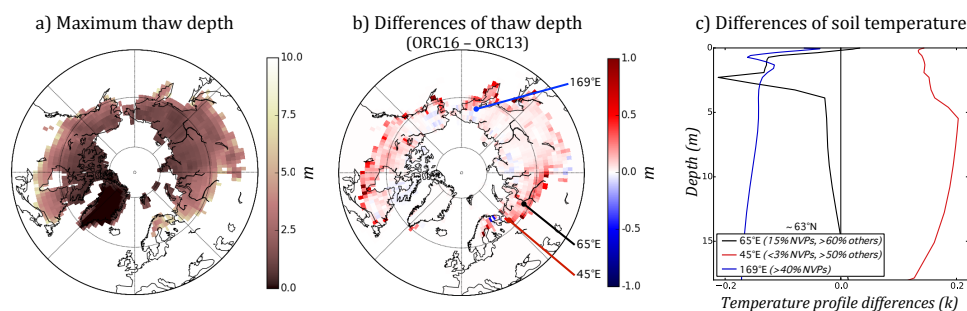 a) Maximum thaw depth
10.0
7.5
5.0
2.5
0.0
m
b) Differences of thaw depth
(ORC16 – ORC13)
169°E
65°E
45°E
1.0
0.5
0.0
-0.5
-1.0
m
c) Differences of soil temperature
0
5
10
15
Depth (m)
~ 63°N
65°E (15% NVPs, >60% others)
45°E (<3% NVPs, >50% others)
169°E (>40% NVPs)
−0.2
0.0
0.2
Temperature profile differences (k)